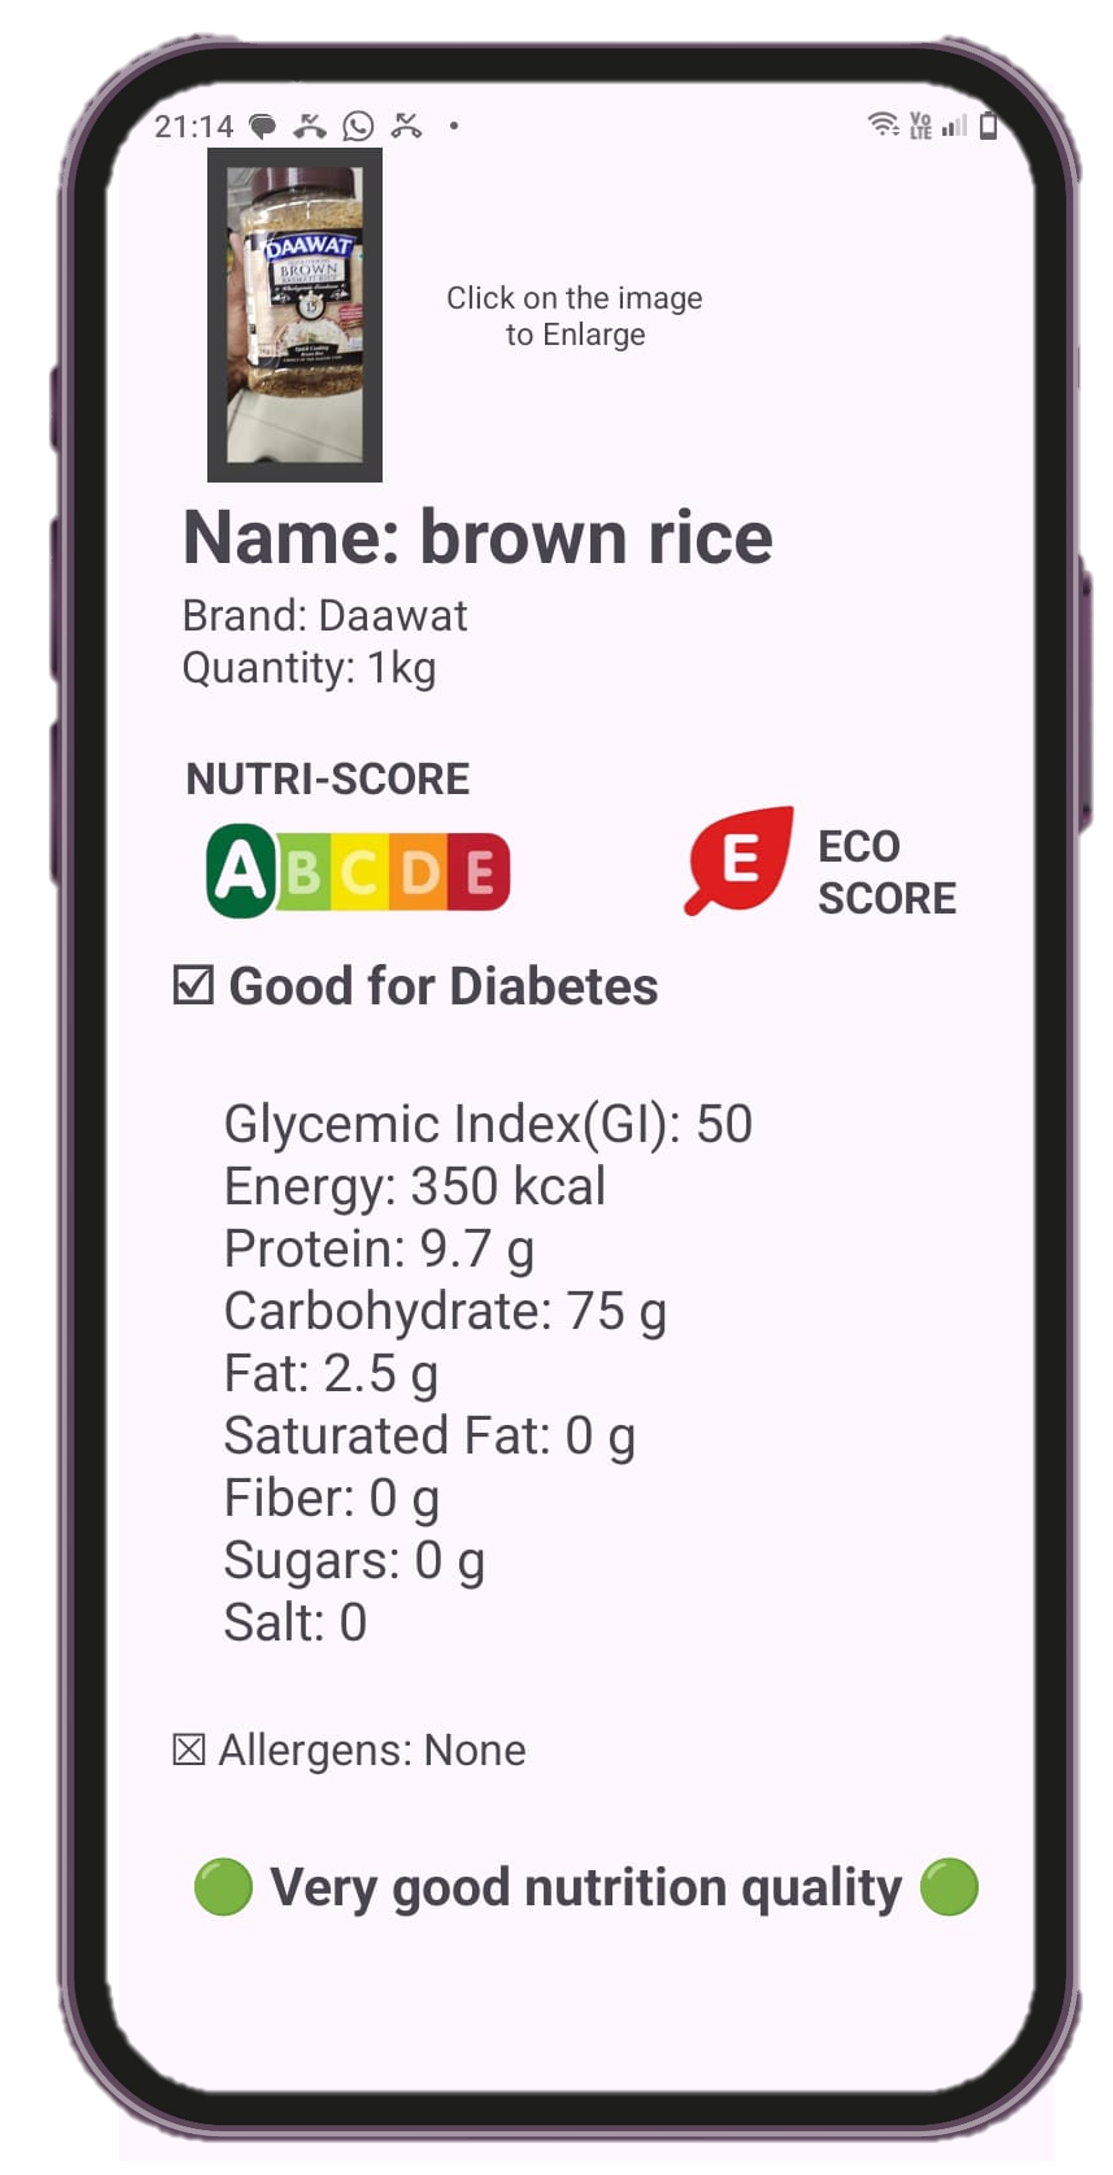 21:14
Vo
LTE
DAAWAT
BROWN
Click on the image
to Enlarge
Name: brown rice
Brand: Daawat
Quantity: 1kg
NUTRI-SCORE
A B C D E
E
ECO
SCORE
☑ Good for Diabetes
Glycemic Index(GI): 50
Energy: 350 kcal
Protein: 9.7 g
Carbohydrate: 75 g
Fat: 2.5 g
Saturated Fat: 0 g
Fiber: 0 g
Sugars: 0 g
Salt: 0
☒ Allergens: None
Very good nutrition quality